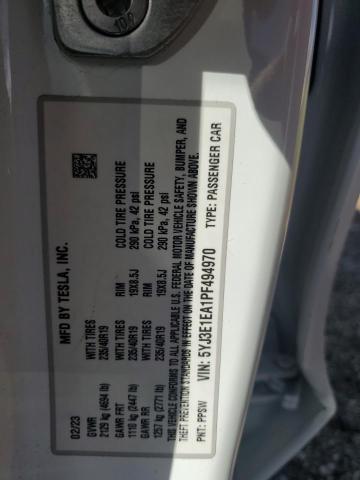 MFD BY TESLA, INC.
02/23
GVWR WITH TIRES RIM COLD TIRE PRESSURE
2129 kg (4694 lb) 235/40R19 19X8.5J 290 kPa, 42 psi
GAWR FRT WITH TIRES RIM COLD TIRE PRESSURE
1110 kg (2447 lb) 235/40R19 19X8.5J 290 kPa, 42 psi
GAWR RR
1257 kg (2771 lb) 235/40R19
THIS VEHICLE CONFORMS TO ALL APPLICABLE U.S. FEDERAL MOTOR VEHICLE SAFETY, BUMPER, AND
THEFT PREVENTION STANDARDS IN EFFECT ON THE DATE OF MANUFACTURE SHOWN ABOVE.
VIN: 5YJ3E1EA1PF494970
PNT: PPSW TYPE: PASSENGER CAR